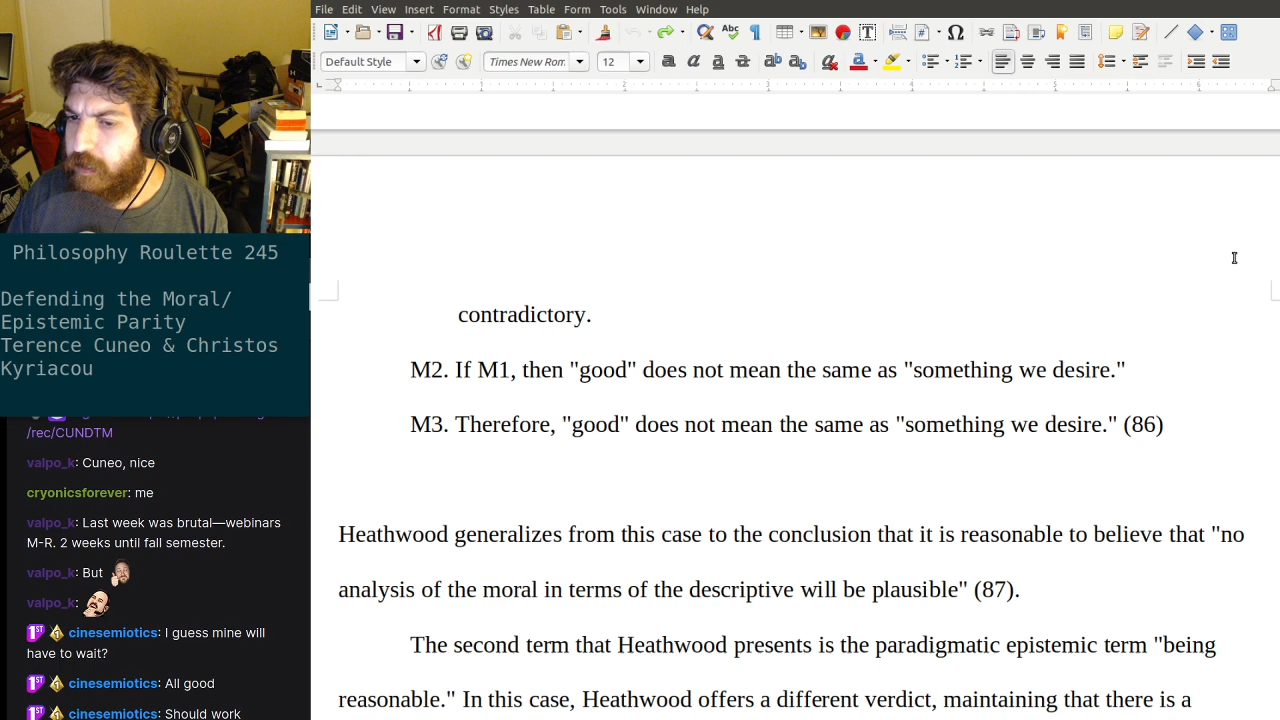 File Edit View Insert Format Styles Table Form Tools Window Help
Default Style
Times New Ron
12
Philosophy Roulette 245
Defending the Moral/
Epistemic Parity
Terence Cuneo & Christos
Kyriacou
/rec/CUNDTM
valpo_k: Cuneo, nice
cryonicsforever: me
valpo_k: Last week was brutal—webinars
M-R. 2 weeks until fall semester.
valpo_k: But
valpo_k:
cinesemiotics: I guess mine will
have to wait?
cinesemiotics: All good
cinesemiotics: Should work
contradictory.
M2. If M1, then "good" does not mean the same as "something we desire."
M3. Therefore, "good" does not mean the same as "something we desire." (86)
Heathwood generalizes from this case to the conclusion that it is reasonable to believe that "no
analysis of the moral in terms of the descriptive will be plausible" (87).
The second term that Heathwood presents is the paradigmatic epistemic term "being
reasonable." In this case, Heathwood offers a different verdict, maintaining that there is a